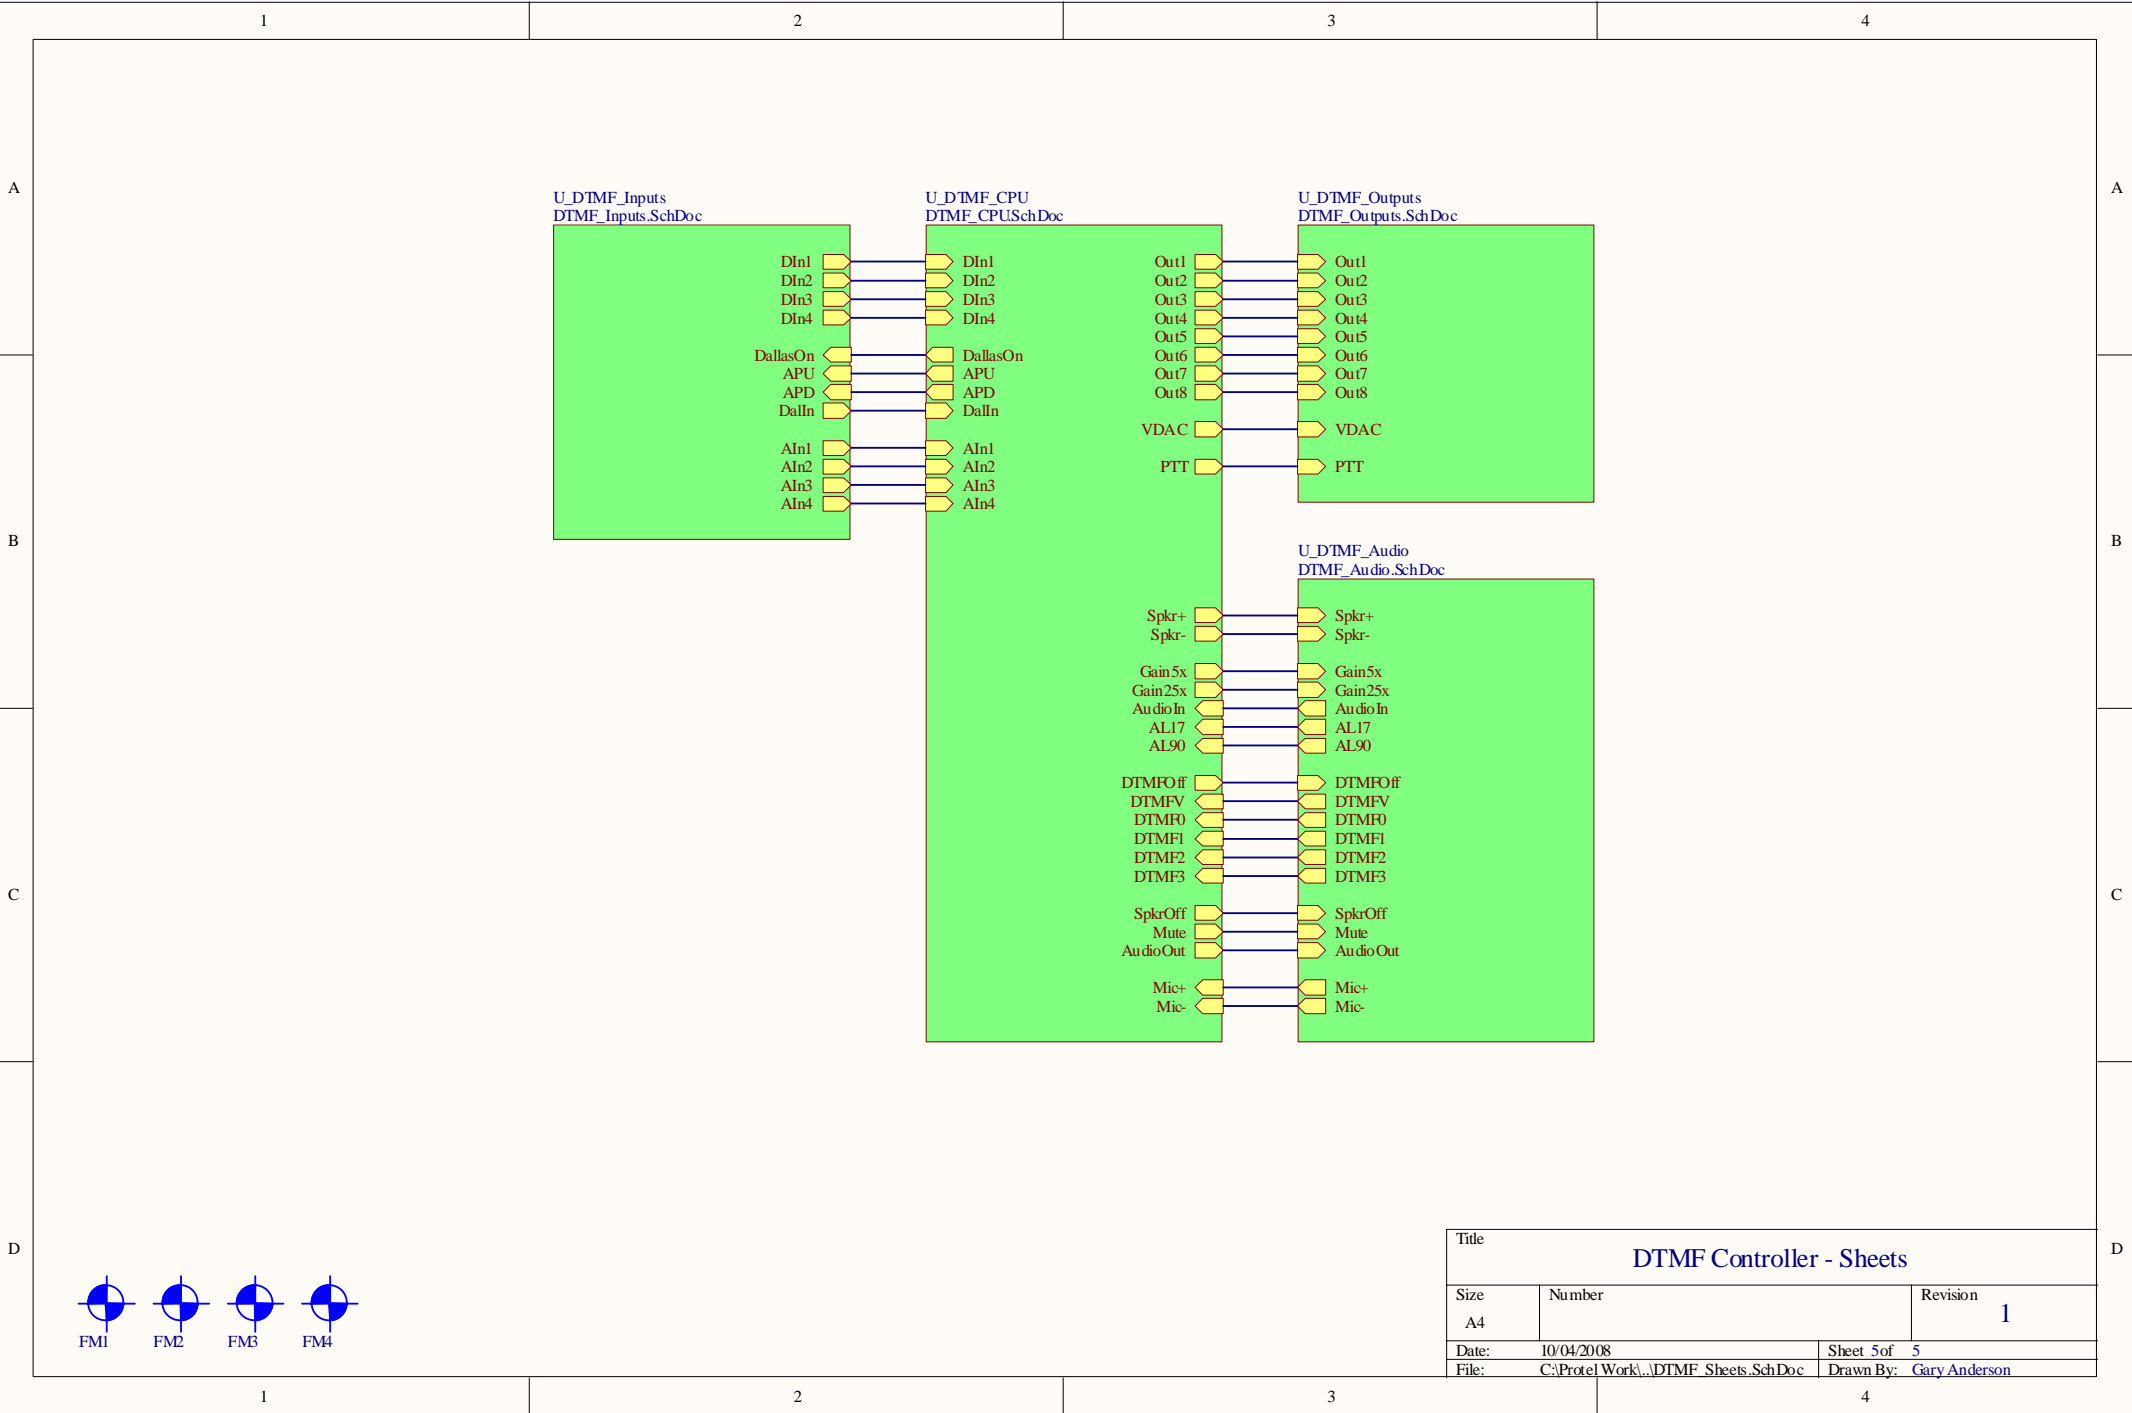 1 2 3 4
A A
U_DTMF_Inputs
DTMF_Inputs.SchDoc
DIn1
DIn2
DIn3
DIn4
DallasOn
APU
APD
DalIn
AIn1
AIn2
AIn3
AIn4
U_DTMF_CPU
DTMF_CPU.SchDoc
DIn1
DIn2
DIn3
DIn4
DallasOn
APU
APD
DalIn
AIn1
AIn2
AIn3
AIn4
Out1
Out2
Out3
Out4
Out5
Out6
Out7
Out8
VDAC
PTT
Spkr+
Spkr-
Gain5x
Gain25x
AudioIn
AL17
AL90
DTMFOff
DTMFV
DTMF0
DTMF1
DTMF2
DTMF3
SpkrOff
Mute
AudioOut
Mic+
Mic-
U_DTMF_Outputs
DTMF_Outputs.SchDoc
Out1
Out2
Out3
Out4
Out5
Out6
Out7
Out8
VDAC
PTT
B B
U_DTMF_Audio
DTMF_Audio.SchDoc
Spkr+
Spkr-
Gain5x
Gain25x
AudioIn
AL17
AL90
DTMFOff
DTMFV
DTMF0
DTMF1
DTMF2
DTMF3
SpkrOff
Mute
AudioOut
Mic+
Mic-
C C
D D
FM1 FM2 FM3 FM4
Title
DTMF Controller - Sheets
Size Number Revision
A4 1
Date: 10/04/2008 Sheet 5 of 5
File: C:\Protel Work\..\DTMF_Sheets.SchDoc Drawn By: Gary Anderson
1 2 3 4